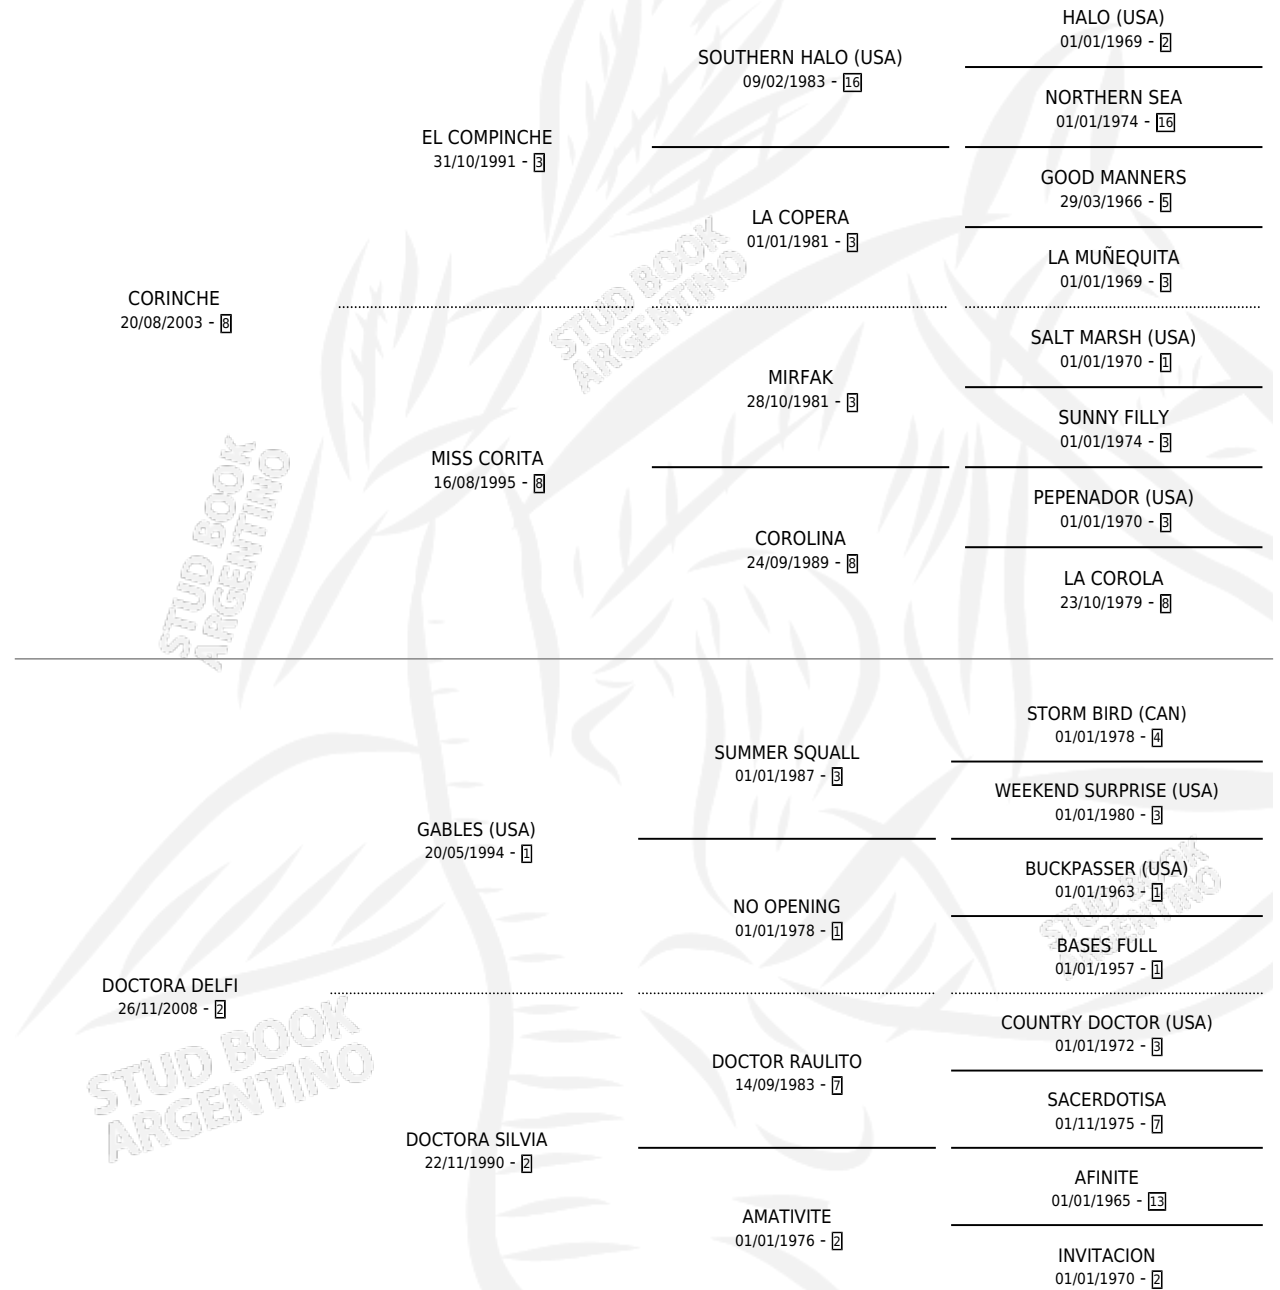 HALO (USA)
01/01/1969 - 2
SOUTHERN HALO (USA)
09/02/1983 - 16
NORTHERN SEA
01/01/1974 - 16
EL COMPINCHE
31/10/1991 - 3
GOOD MANNERS
29/03/1966 - 5
LA COPERA
01/01/1981 - 3
LA MUÑEQUITA
01/01/1969 - 3
CORINCHE
20/08/2003 - 8
SALT MARSH (USA)
01/01/1970 - 1
MIRFAK
28/10/1981 - 3
SUNNY FILLY
01/01/1974 - 3
MISS CORITA
16/08/1995 - 8
PEPENADOR (USA)
01/01/1970 - 3
COROLINA
24/09/1989 - 8
LA COROLA
23/10/1979 - 8
STUD BOOK
ARGENTINO
STUD BOOK
ARGENTINO
STORM BIRD (CAN)
01/01/1978 - 4
SUMMER SQUALL
01/01/1987 - 3
WEEKEND SURPRISE (USA)
01/01/1980 - 3
GABLES (USA)
20/05/1994 - 1
BUCKPASSER (USA)
01/01/1963 - 1
NO OPENING
01/01/1978 - 1
BASES FULL
01/01/1957 - 1
DOCTORA DELFI
26/11/2008 - 2
COUNTRY DOCTOR (USA)
01/01/1972 - 3
DOCTOR RAULITO
14/09/1983 - 7
SACERDOTISA
01/11/1975 - 7
DOCTORA SILVIA
22/11/1990 - 2
AFINITE
01/01/1965 - 13
AMATIVITE
01/01/1976 - 2
INVITACION
01/01/1970 - 2
STUD BOOK
ARGENTINO
STUD BOOK
ARGENTINO